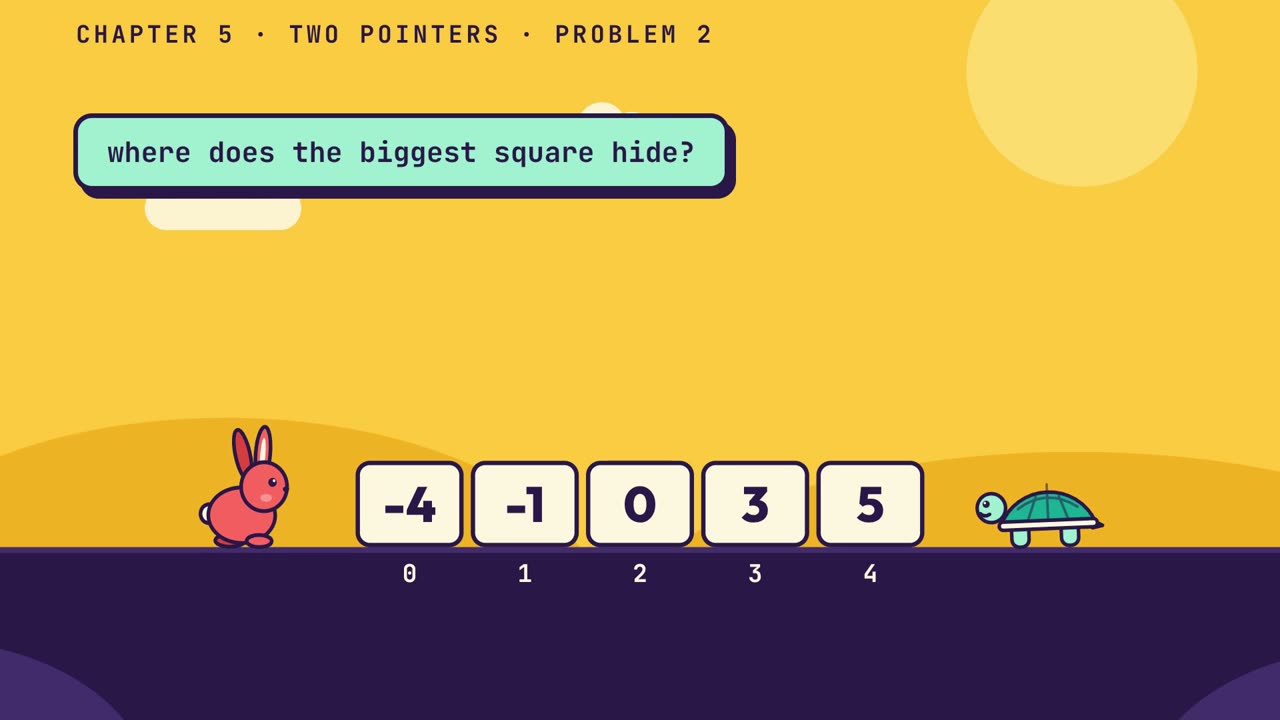 CHAPTER 5 · TWO POINTERS · PROBLEM 2
where does the biggest square hide?
-4 -1 0 3 5
0 1 2 3 4